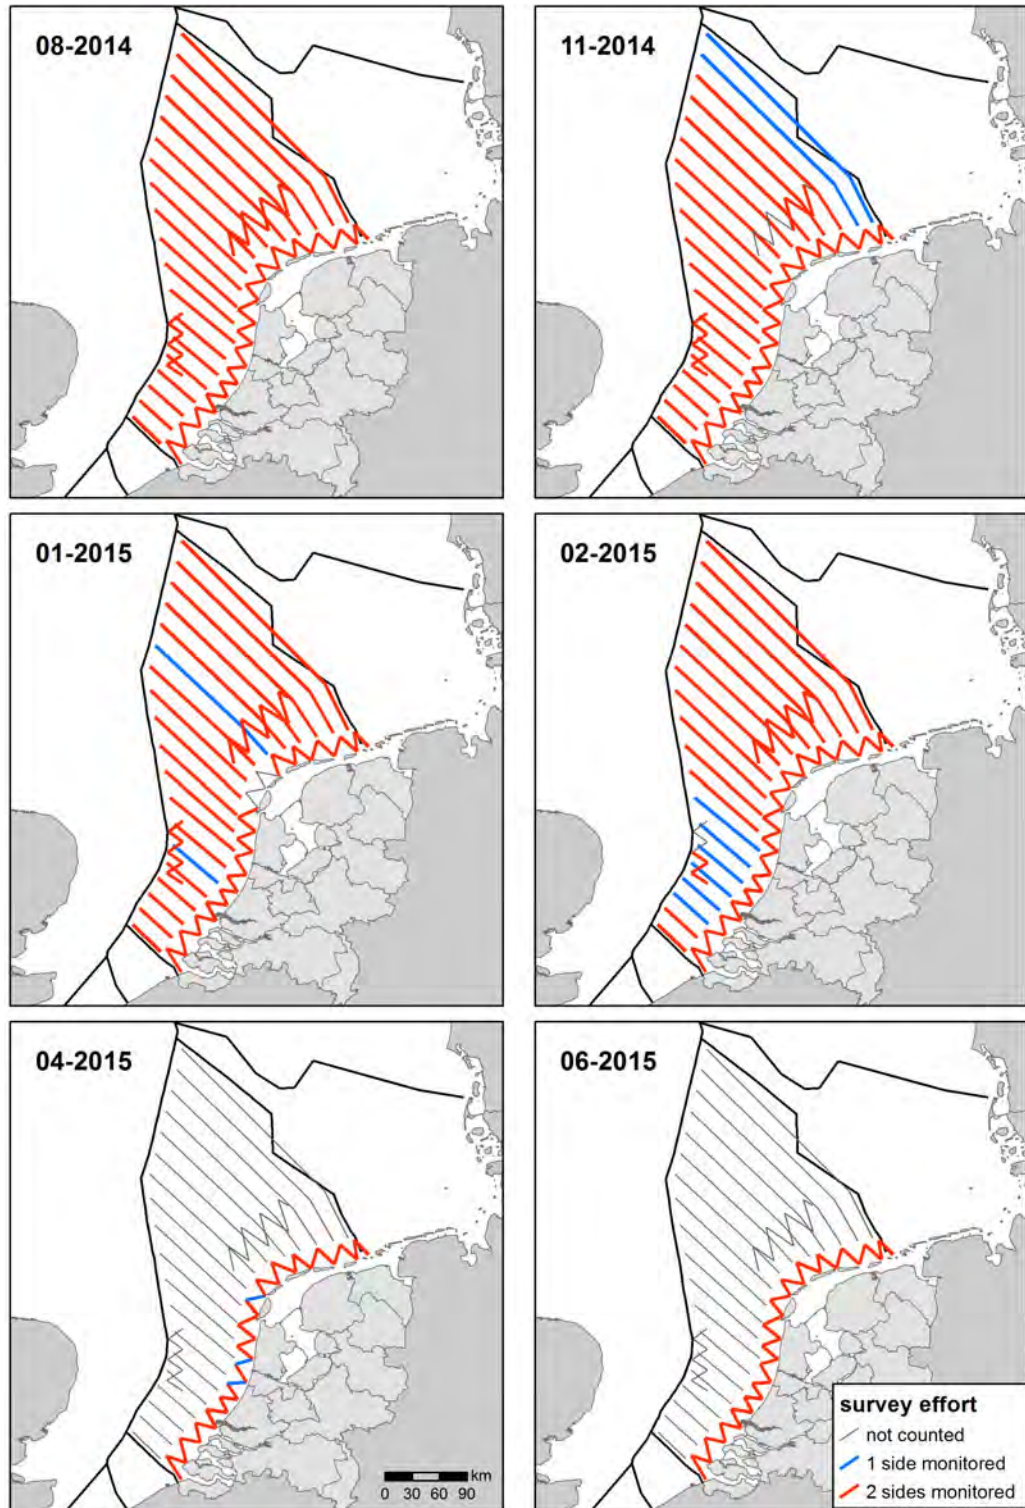 08-2014
11-2014
01-2015
02-2015
04-2015
06-2015
km
0 30 60 90
survey effort
not counted
1 side monitored
2 sides monitored